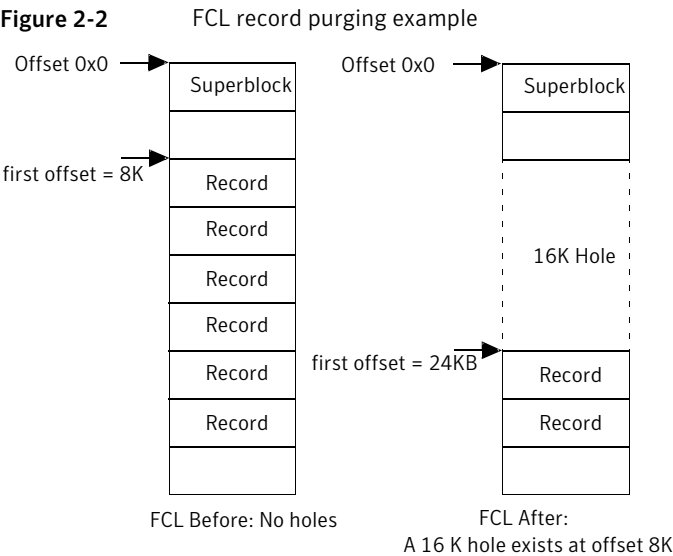 Figure 2-2 FCL record purging example
Offset 0x0
Superblock
first offset = 8K
Record
Record
Record
Record
Record
Record
FCL Before: No holes
Offset 0x0
Superblock
16K Hole
first offset = 24KB
Record
Record
FCL After:
A 16 K hole exists at offset 8K